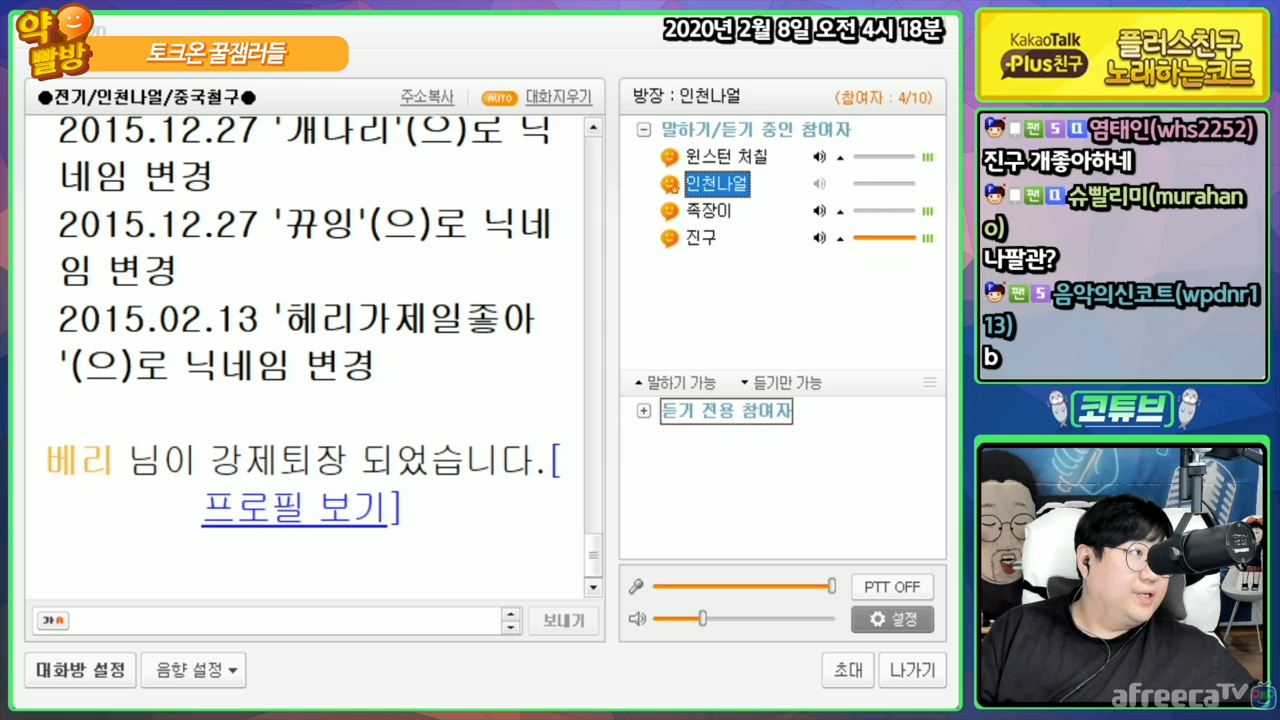 약빨방
토크온 꿀잼러들
2020년 2월 8일 오전 4시 18분
●전기/인천나얼/중국철구●
주소복사
AUTO
대화지우기
2015.12.27 '개나리'(으)로 닉
네임 변경
2015.12.27 '뀨잉'(으)로 닉네
임 변경
2015.02.13 '헤리가제일좋아
'(으)로 닉네임 변경
베리 님이 강제퇴장 되었습니다.[
프로필 보기]
가A
보내기
대화방 설정
음향 설정
방장 : 인천나얼
(참여자 : 4/10)
말하기/듣기 중인 참여자
윈스턴 처칠
인천나얼
족장이
진구
말하기 가능
듣기만 가능
듣기 전용 참여자
PTT OFF
설정
초대
나가기
KakaoTalk
Plus친구
플러스친구
노래하는코트
팬 S 염태인(whs2252)
진구 개좋아하네
팬 슈빨리미(murahan
o)
나팔관?
팬 S 음악의신코트(wpdnr1
13)
b
코튜브
afreecaTV